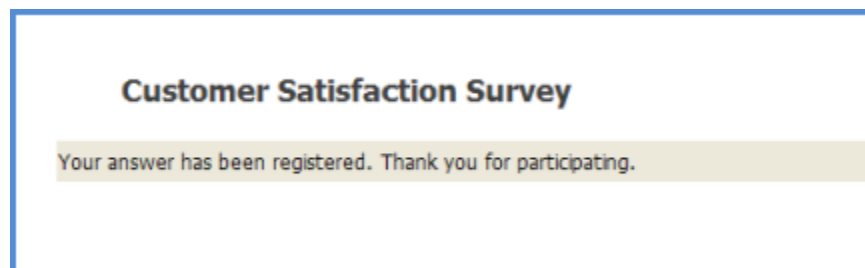 Customer Satisfaction Survey
Your answer has been registered. Thank you for participating.